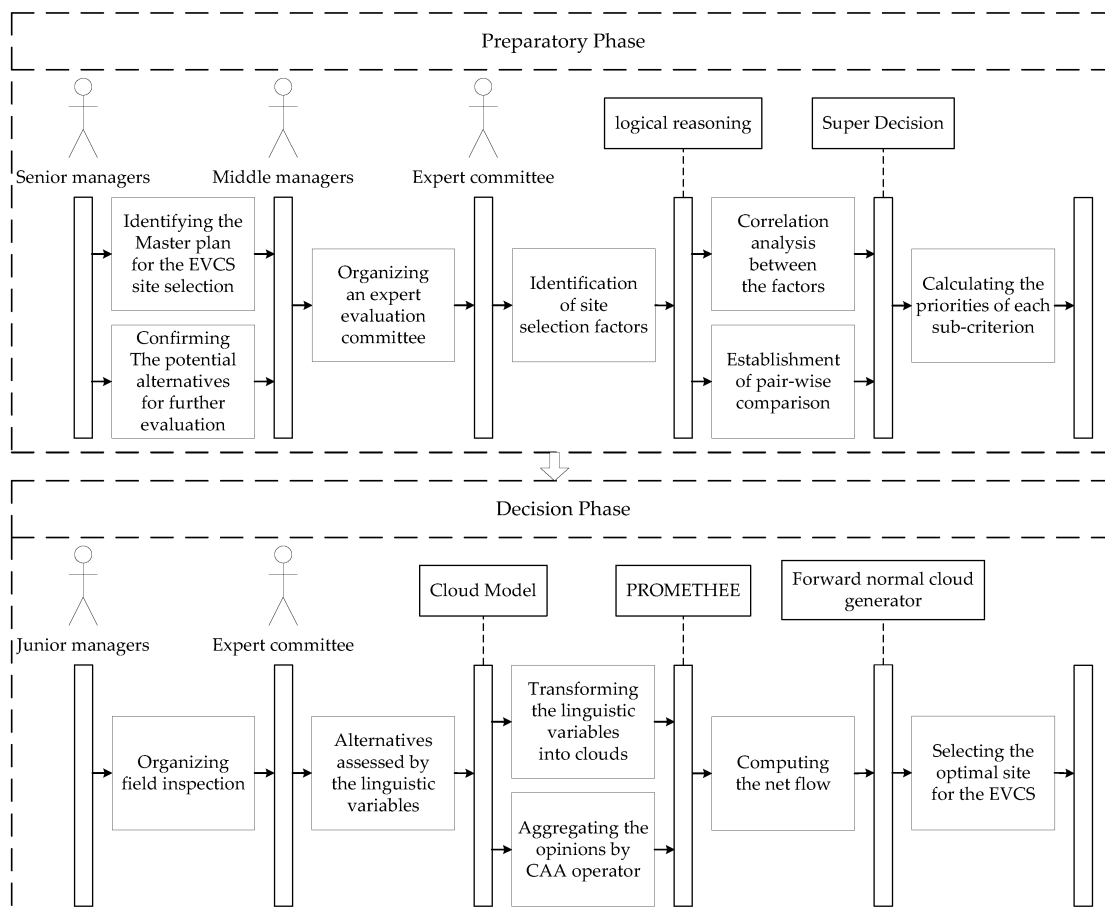 Preparatory Phase
Senior managers
Middle managers
Expert committee
logical reasoning
Super Decision
Identifying the
Master plan
for the EVCS
site selection
Confirming
The potential
alternatives
for further
evaluation
Organizing
an expert
evaluation
committee
Identification
of site
selection factors
Correlation
analysis
between
the factors
Establishment
of pair-wise
comparison
Calculating the
priorities of each
sub-criterion
Decision Phase
Junior managers
Expert committee
Cloud Model
PROMETHEE
Forward normal cloud
generator
Organizing
field inspection
Alternatives
assessed by
the linguistic
variables
Transforming
the linguistic
variables
into clouds
Aggregating the
opinions by
CAA operator
Computing
the net flow
Selecting the
optimal site
for the EVCS